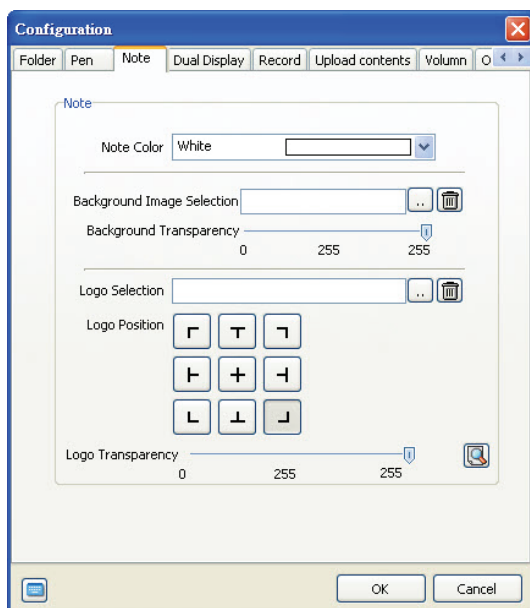 Configuration
Folder Pen Note Dual Display Record Upload contents Volumn O
Note
Note Color White
Background Image Selection ..
Background Transparency
0 255 255
Logo Selection ..
Logo Position
Logo Transparency
0 255 255
OK Cancel